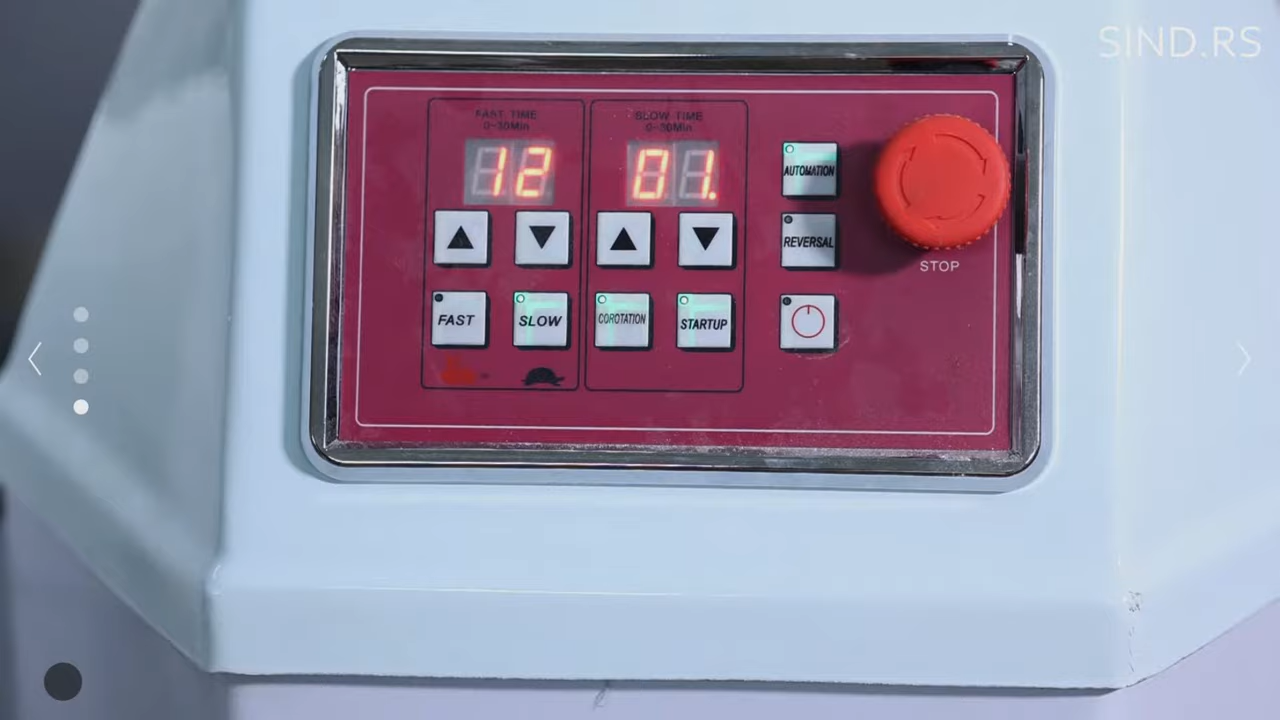 SIND.RS
FAST TIME
0~30Min
SLOW TIME
0~30Min
12
01.
AUTOMATION
REVERSAL
STOP
FAST
SLOW
COROTATION
STARTUP